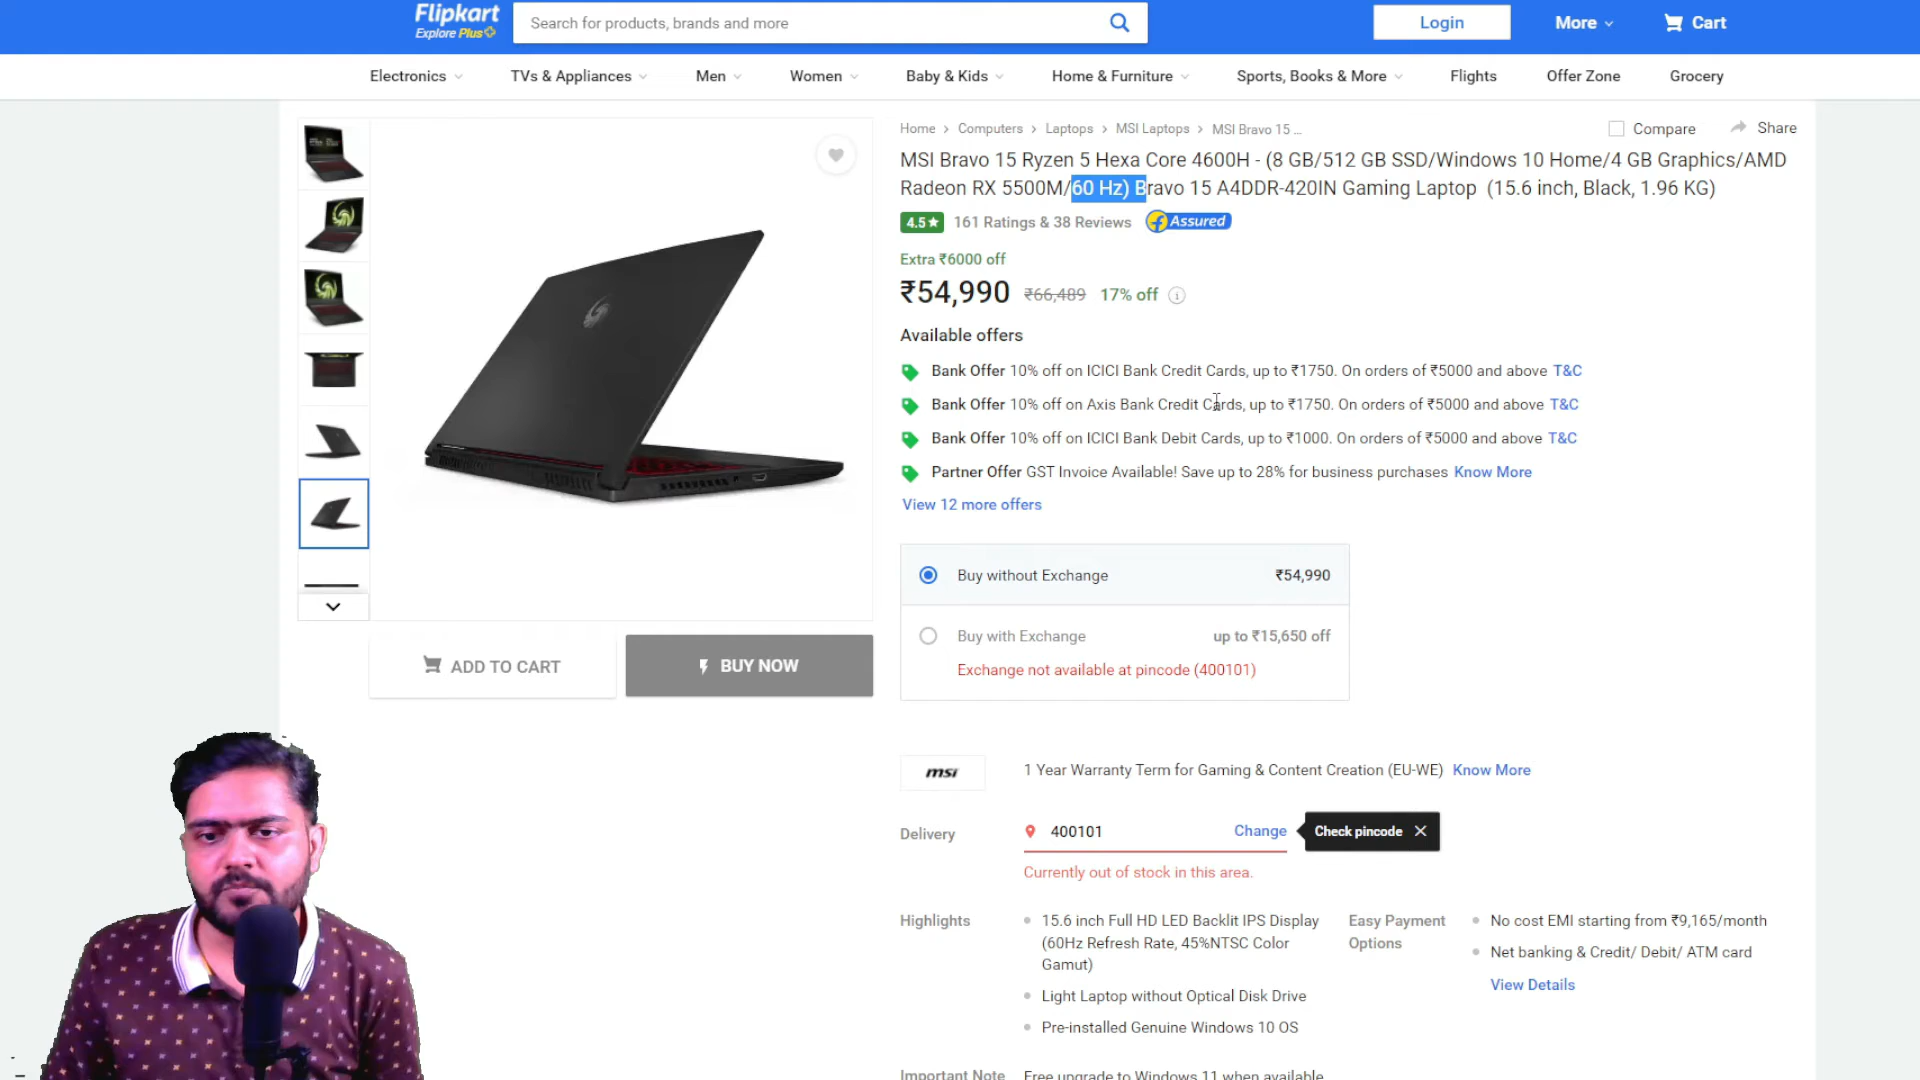 Flipkart
Explore Plus
Search for products, brands and more
Login
More
Cart
Electronics
TVs & Appliances
Men
Women
Baby & Kids
Home & Furniture
Sports, Books & More
Flights
Offer Zone
Grocery
Home > Computers > Laptops > MSI Laptops > MSI Bravo 15 ...
Compare
Share
MSI Bravo 15 Ryzen 5 Hexa Core 4600H - (8 GB/512 GB SSD/Windows 10 Home/4 GB Graphics/AMD
Radeon RX 5500M/60 Hz) Bravo 15 A4DDR-420IN Gaming Laptop (15.6 inch, Black, 1.96 KG)
4.5★ 161 Ratings & 38 Reviews f Assured
Extra ₹6000 off
₹54,990 ₹66,489 17% off i
Available offers
Bank Offer 10% off on ICICI Bank Credit Cards, up to ₹1750. On orders of ₹5000 and above T&C
Bank Offer 10% off on Axis Bank Credit Cards, up to ₹1750. On orders of ₹5000 and above T&C
Bank Offer 10% off on ICICI Bank Debit Cards, up to ₹1000. On orders of ₹5000 and above T&C
Partner Offer GST Invoice Available! Save up to 28% for business purchases Know More
View 12 more offers
Buy without Exchange ₹54,990
Buy with Exchange up to ₹15,650 off
Exchange not available at pincode (400101)
ADD TO CART
BUY NOW
msi
1 Year Warranty Term for Gaming & Content Creation (EU-WE) Know More
Delivery
400101 Change
Check pincode ✕
Currently out of stock in this area.
Highlights
15.6 inch Full HD LED Backlit IPS Display
(60Hz Refresh Rate, 45%NTSC Color
Gamut)
Light Laptop without Optical Disk Drive
Pre-installed Genuine Windows 10 OS
Easy Payment
Options
No cost EMI starting from ₹9,165/month
Net banking & Credit/ Debit/ ATM card
View Details
Important Note
Free upgrade to Windows 11 when available